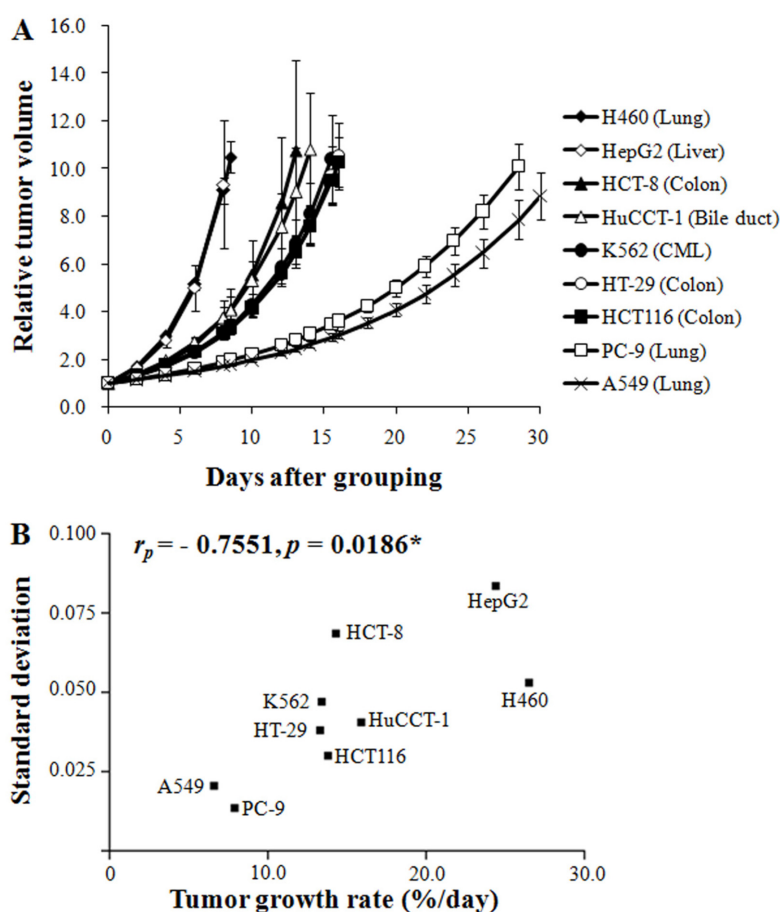 A
16.0
14.0
12.0
10.0
8.0
6.0
4.0
2.0
0.0
Relative tumor volume
0 5 10 15 20 25 30
Days after grouping
H460 (Lung)
HepG2 (Liver)
HCT-8 (Colon)
HuCCT-1 (Bile duct)
K562 (CML)
HT-29 (Colon)
HCT116 (Colon)
PC-9 (Lung)
A549 (Lung)
B
rp = - 0.7551, p = 0.0186*
0.100
0.075
0.050
0.025
Standard deviation
HepG2
HCT-8
K562
H460
HuCCT-1
HT-29
HCT116
A549
PC-9
0 10.0 20.0 30.0
Tumor growth rate (%/day)